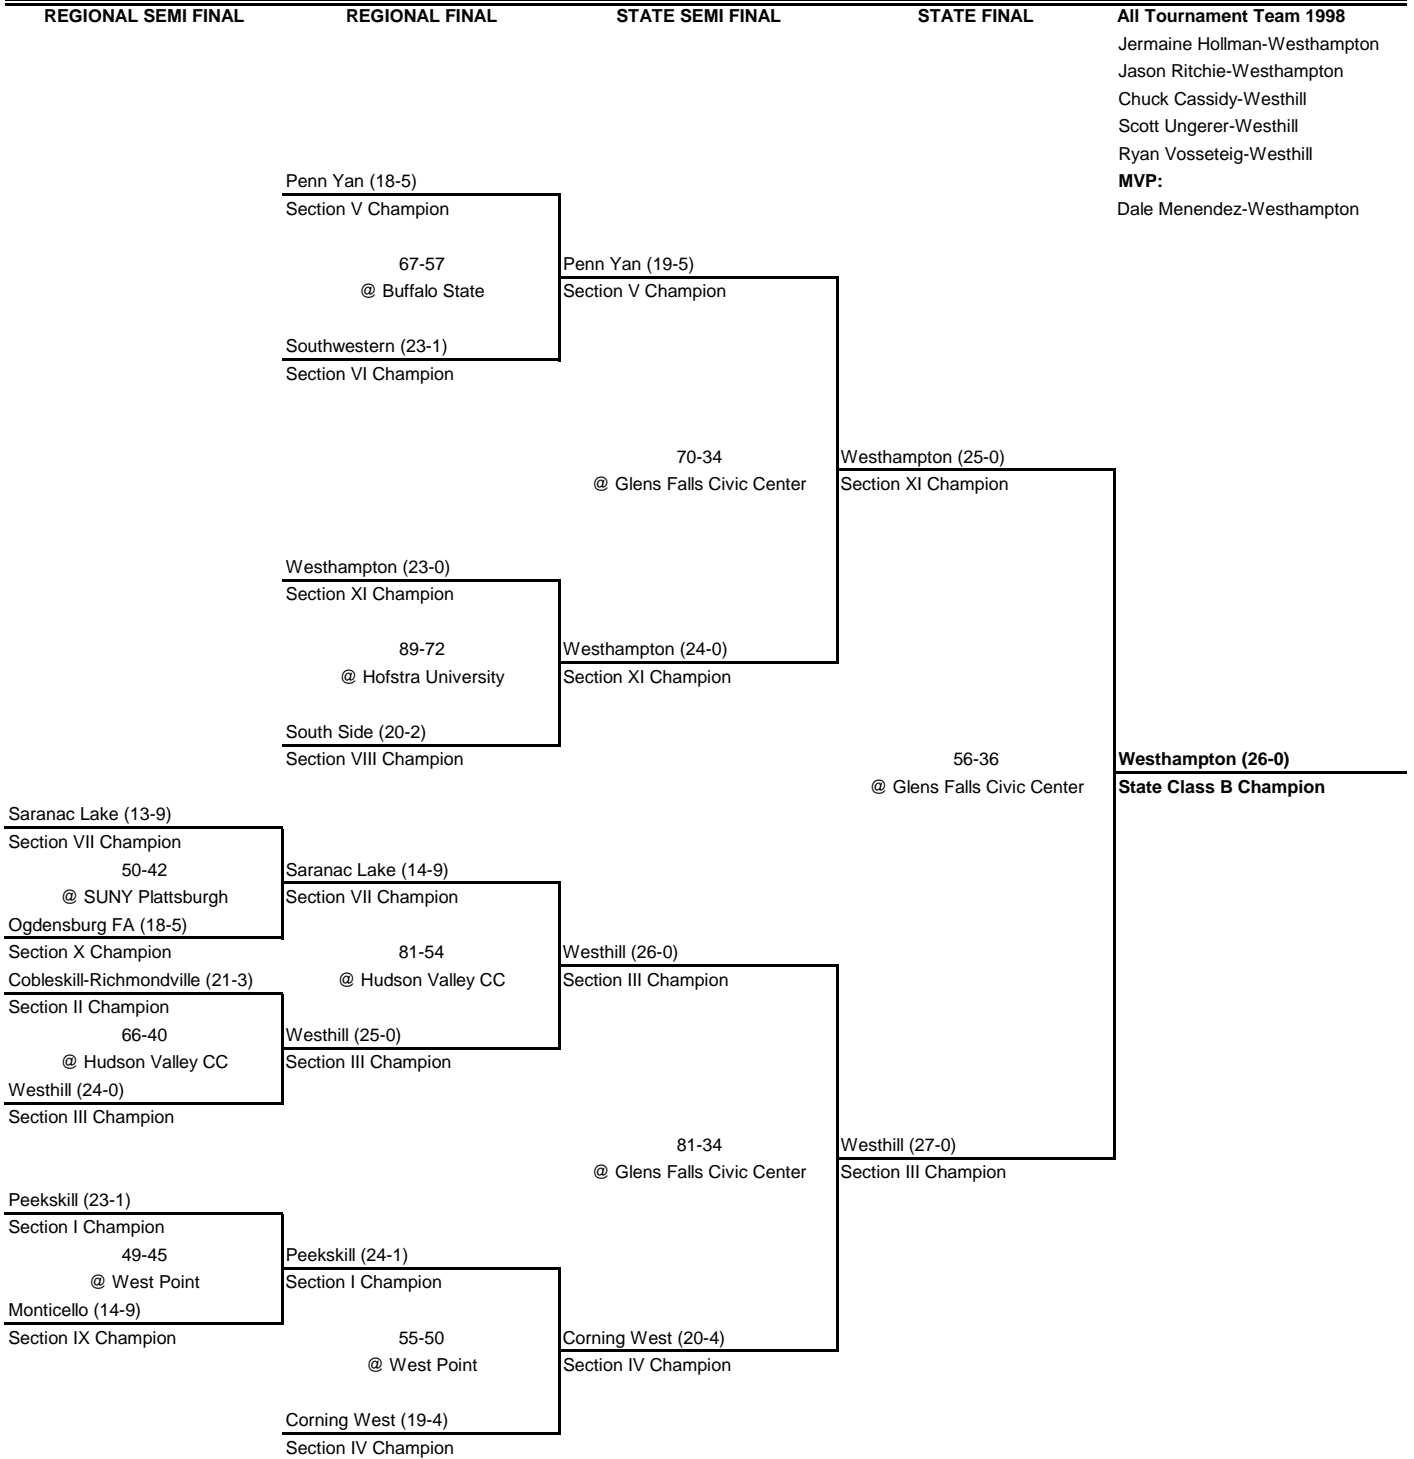 REGIONAL SEMI FINAL REGIONAL FINAL STATE SEMI FINAL STATE FINAL All Tournament Team 1998
Jermaine Hollman-Westhampton
Jason Ritchie-Westhampton
Chuck Cassidy-Westhill
Scott Ungerer-Westhill
Ryan Vosseteig-Westhill
Penn Yan (18-5) MVP:
Section V Champion Dale Menendez-Westhampton
67-57 Penn Yan (19-5)
@ Buffalo State Section V Champion
Southwestern (23-1)
Section VI Champion
70-34 Westhampton (25-0)
@ Glens Falls Civic Center Section XI Champion
Westhampton (23-0)
Section XI Champion
89-72 Westhampton (24-0)
@ Hofstra University Section XI Champion
South Side (20-2)
Section VIII Champion 56-36 Westhampton (26-0)
@ Glens Falls Civic Center State Class B Champion
Saranac Lake (13-9)
Section VII Champion
50-42 Saranac Lake (14-9)
@ SUNY Plattsburgh Section VII Champion
Ogdensburg FA (18-5)
Section X Champion 81-54 Westhill (26-0)
Cobleskill-Richmondville (21-3) @ Hudson Valley CC Section III Champion
Section II Champion
66-40 Westhill (25-0)
@ Hudson Valley CC Section III Champion
Westhill (24-0)
Section III Champion
81-34 Westhill (27-0)
@ Glens Falls Civic Center Section III Champion
Peekskill (23-1)
Section I Champion
49-45 Peekskill (24-1)
@ West Point Section I Champion
Monticello (14-9)
Section IX Champion 55-50 Corning West (20-4)
@ West Point Section IV Champion
Corning West (19-4)
Section IV Champion